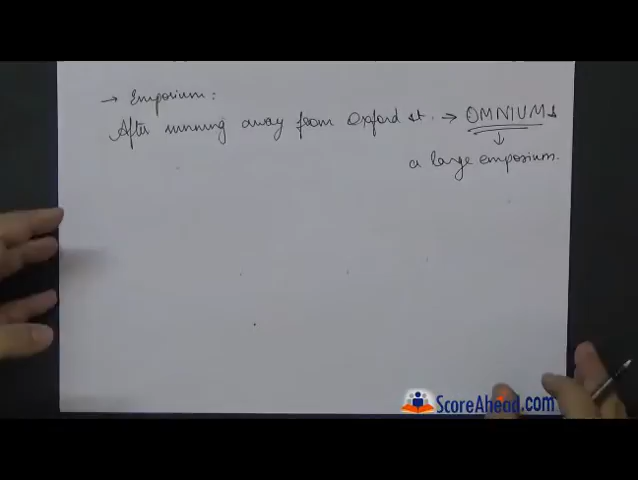 → Emporium:
After running away from Oxford st. → OMNIUMs
↓
a large emporium.
ScoreAhead.com